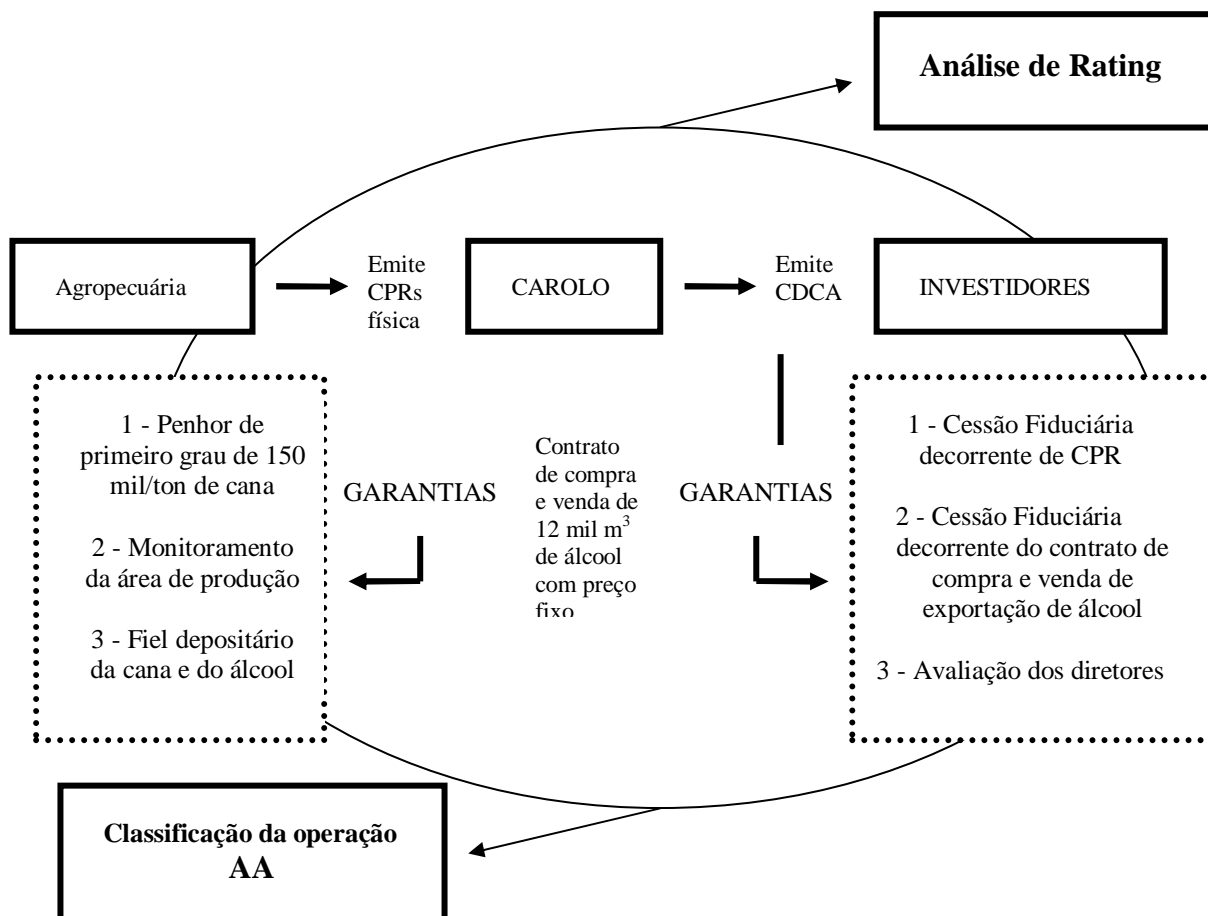 Análise de Rating
Agropecuária
Emite
CPRs
física
CAROLO
Emite
CDCA
INVESTIDORES
1 - Penhor de
primeiro grau de 150
mil/ton de cana
2 - Monitoramento
da área de produção
3 - Fiel depositário
da cana e do álcool
GARANTIAS
Contrato
de compra
e venda de
12 mil m³
de álcool
com preço
fixo
GARANTIAS
1 - Cessão Fiduciária
decorrente de CPR
2 - Cessão Fiduciária
decorrente do contrato de
compra e venda de
exportação de álcool
3 - Avaliação dos diretores
Classificação da operação
AA